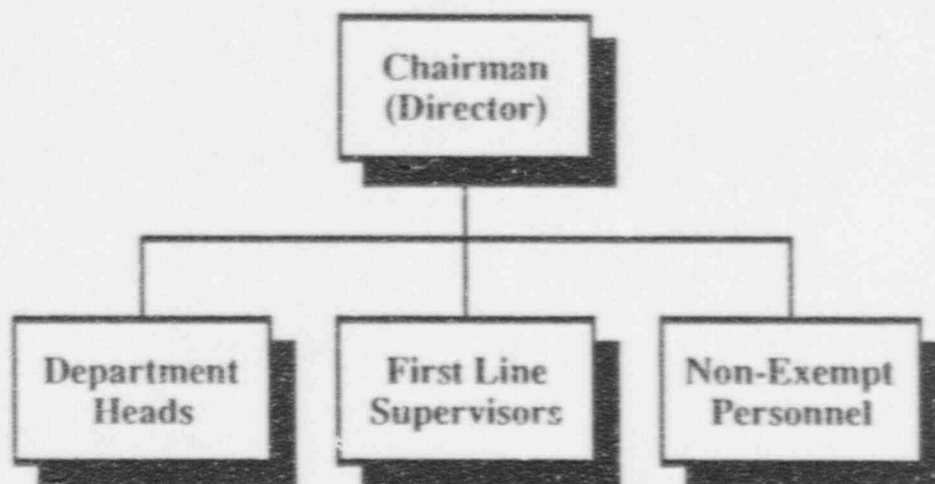 Chairman
(Director)
Department
Heads
First Line
Supervisors
Non-Exempt
Personnel